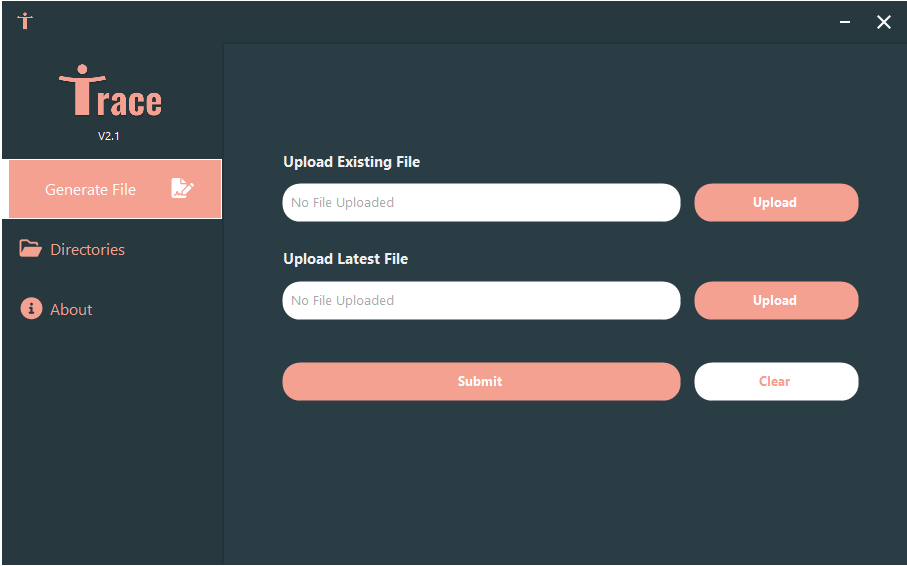 Trace
V2.1
Generate File
Directories
About
Upload Existing File
No File Uploaded
Upload
Upload Latest File
No File Uploaded
Upload
Submit
Clear